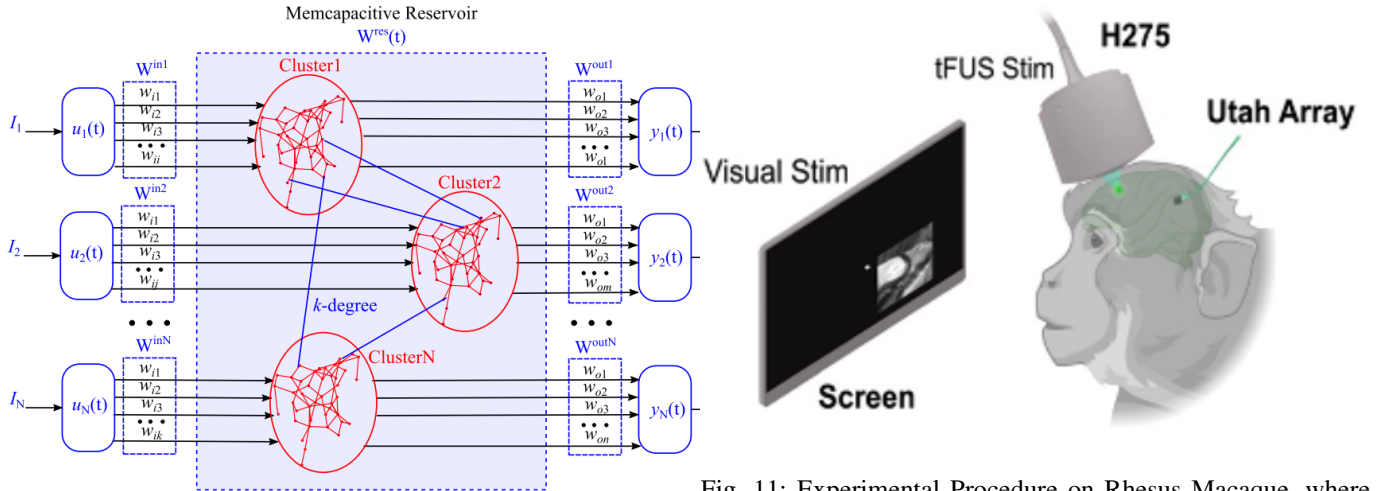 Memcapacitive Reservoir
W^res(t)
W^in1
Cluster1
W^out1
I_1
u_1(t)
w_i1
w_i2
w_i3
•••
w_ii
w_o1
w_o2
w_o3
•••
w_ol
y_1(t)
W^in2
Cluster2
W^out2
I_2
u_2(t)
w_i1
w_i2
w_i3
•••
w_ij
w_o1
w_o2
w_o3
•••
w_om
y_2(t)
k-degree
•••
•••
W^inN
ClusterN
W^outN
I_N
u_N(t)
w_i1
w_i2
w_i3
•••
w_ik
w_o1
w_o2
w_o3
•••
w_on
y_N(t)
H275
tFUS Stim
Utah Array
Visual Stim
Screen
Fig. 11: Experimental Procedure on Rhesus Macaque, where